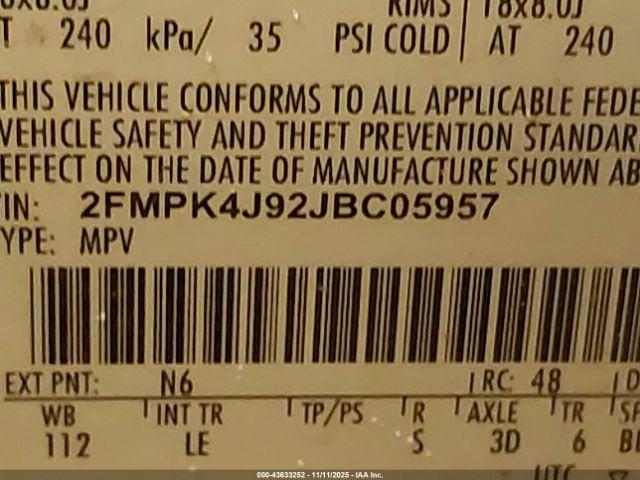 RIMS 18X8.0J
T 240 kPa/ 35 PSI COLD AT 240
THIS VEHICLE CONFORMS TO ALL APPLICABLE FEDE
VEHICLE SAFETY AND THEFT PREVENTION STANDAR
EFFECT ON THE DATE OF MANUFACTURE SHOWN AB
IN: 2FMPK4J92JBC05957
YPE: MPV
EXT PNT: N6 RC: 48 D
WB INT TR TP/PS R AXLE TR SP
112 LE S 3D 6 BL
UTC
000-43633252 - 11/11/2025 - IAA Inc.